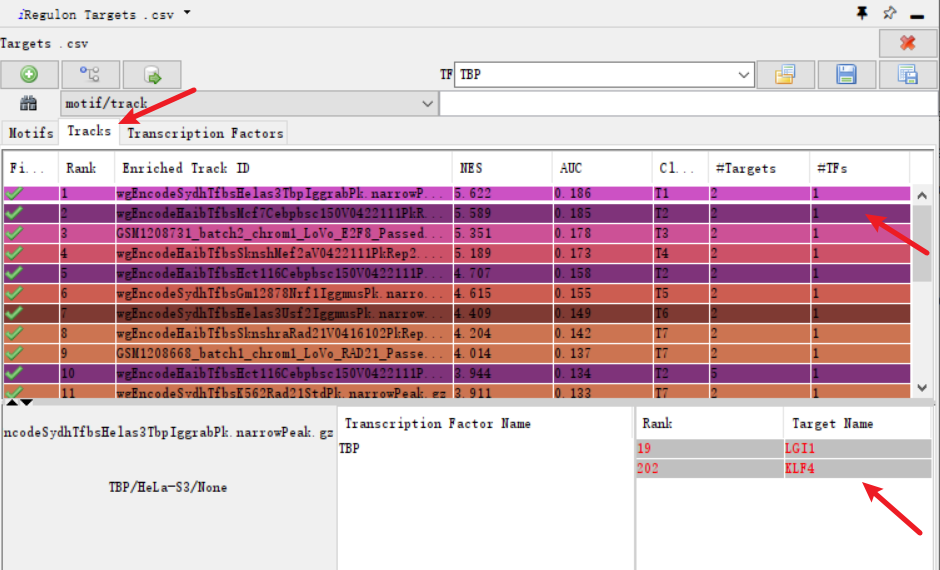 iRegulon Targets .csv
Targets .csv
TF TBP
motif/track
Motifs Tracks Transcription Factors
Fi... Rank Enriched Track ID NES AUC Cl... #Targets #TFs
1 wgEncodeSydhTfbsHelas3TbpIggrabPk.narrowP... 5.622 0.186 T1 2 1
2 wgEncodeHaibTfbsMcf7Cebpbsc150V0422111PkR... 5.589 0.185 T2 2 1
3 GSM1208731_batch2_chrom1_LoVo_E2F8_Passed... 5.351 0.178 T3 2 1
4 wgEncodeHaibTfbsSknshMef2aV0422111PkRep2... 5.189 0.173 T4 2 1
5 wgEncodeHaibTfbsHct116Cebpbsc150V0422111P... 4.707 0.158 T2 2 1
6 wgEncodeSydhTfbsGm12878Nrf1IggmusPk.narro... 4.615 0.155 T5 2 1
7 wgEncodeSydhTfbsHelas3Usf2IggmusPk.narrow... 4.409 0.149 T6 2 1
8 wgEncodeHaibTfbsSknshraRad21V0416102PkRep... 4.204 0.142 T7 2 1
9 GSM1208668_batch1_chrom1_LoVo_RAD21_Passe... 4.014 0.137 T7 2 1
10 wgEncodeHaibTfbsHct116Cebpbsc150V0422111P... 3.944 0.134 T2 5 1
11 wgEncodeSydhTfbsK562Rad21StdPk.narrowPeak.gz 3.911 0.133 T7 2 1
ncodeSydhTfbsHelas3TbpIggrabPk.narrowPeak.gz
TBP/HeLa-S3/None
Transcription Factor Name
TBP
Rank Target Name
19 LGI1
202 KLF4